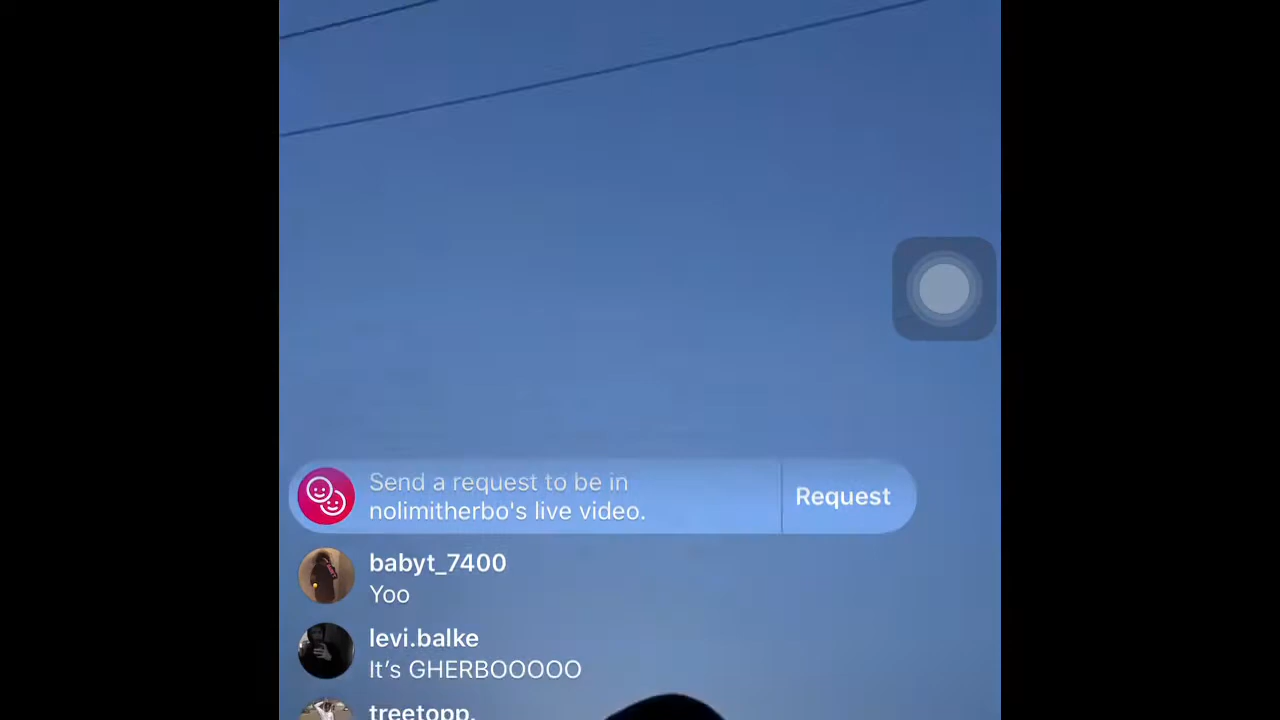 Send a request to be in
nolimitherbo's live video.
Request
babyt_7400
Yoo
levi.balke
It’s GHERBOOOOO
treetopp.